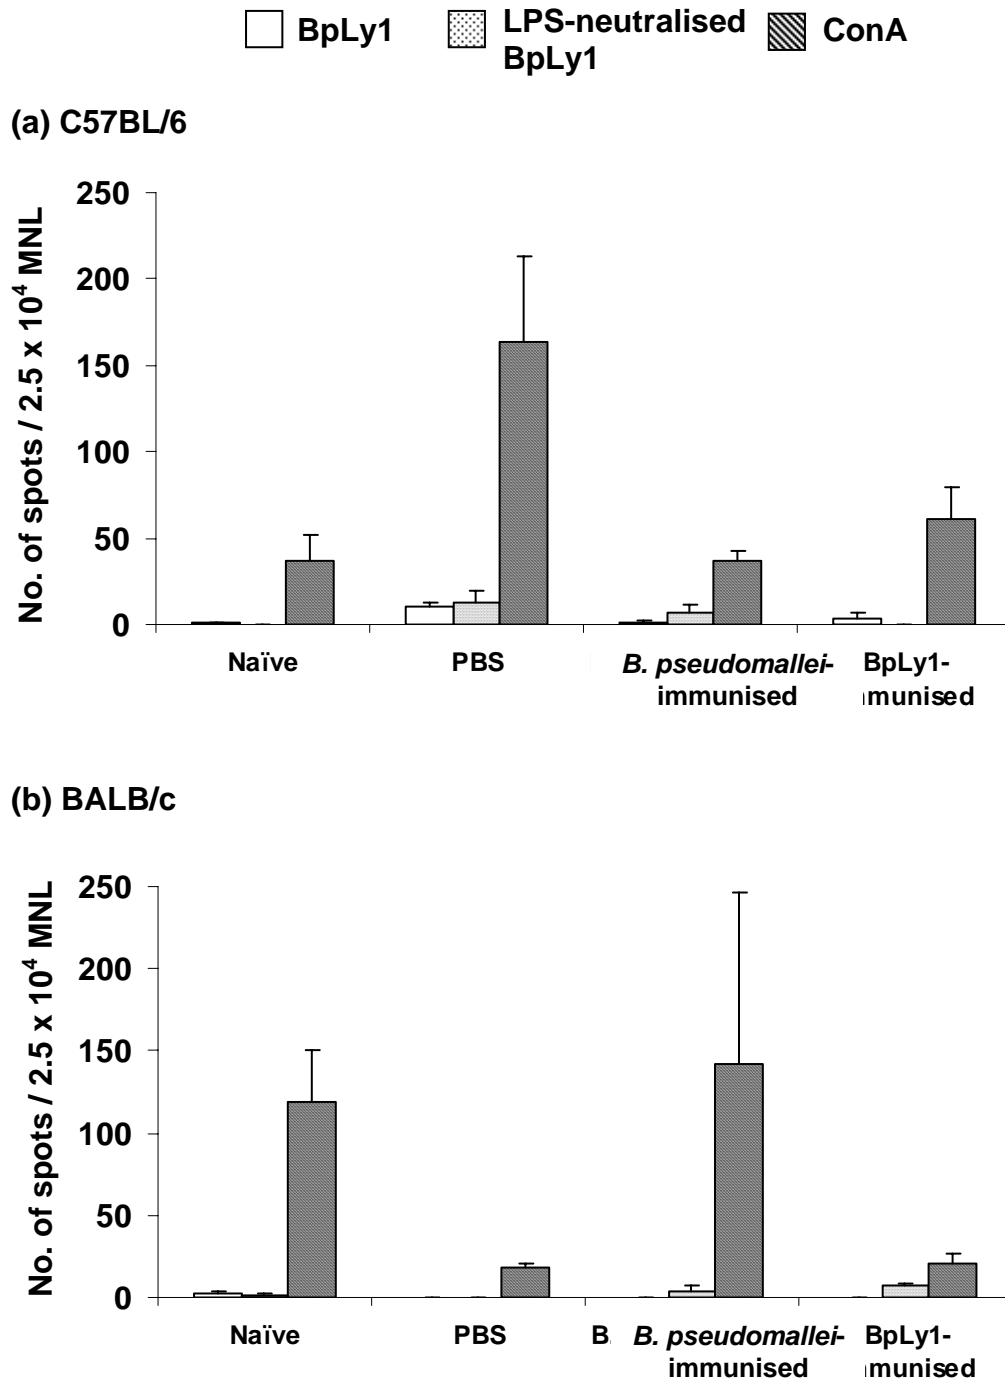 BpLy1
LPS-neutralised
BpLy1
ConA
(a) C57BL/6
No. of spots / 2.5 x 10⁴ MNL
250
200
150
100
50
0
Naïve
PBS
B. pseudomallei-
immunised
BpLy1-
munised
(b) BALB/c
No. of spots / 2.5 x 10⁴ MNL
250
200
150
100
50
0
Naïve
PBS
B.
B. pseudomallei-
immunised
BpLy1-
munised